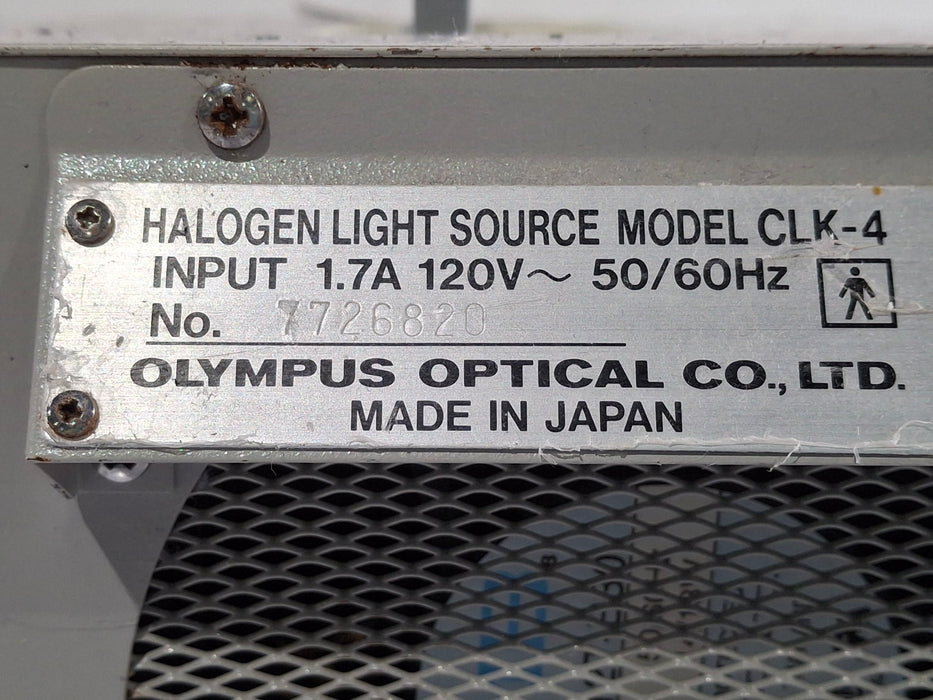 HALOGEN LIGHT SOURCE MODEL CLK-4
INPUT 1.7A 120V~ 50/60Hz
No. 7726820
OLYMPUS OPTICAL CO., LTD.
MADE IN JAPAN